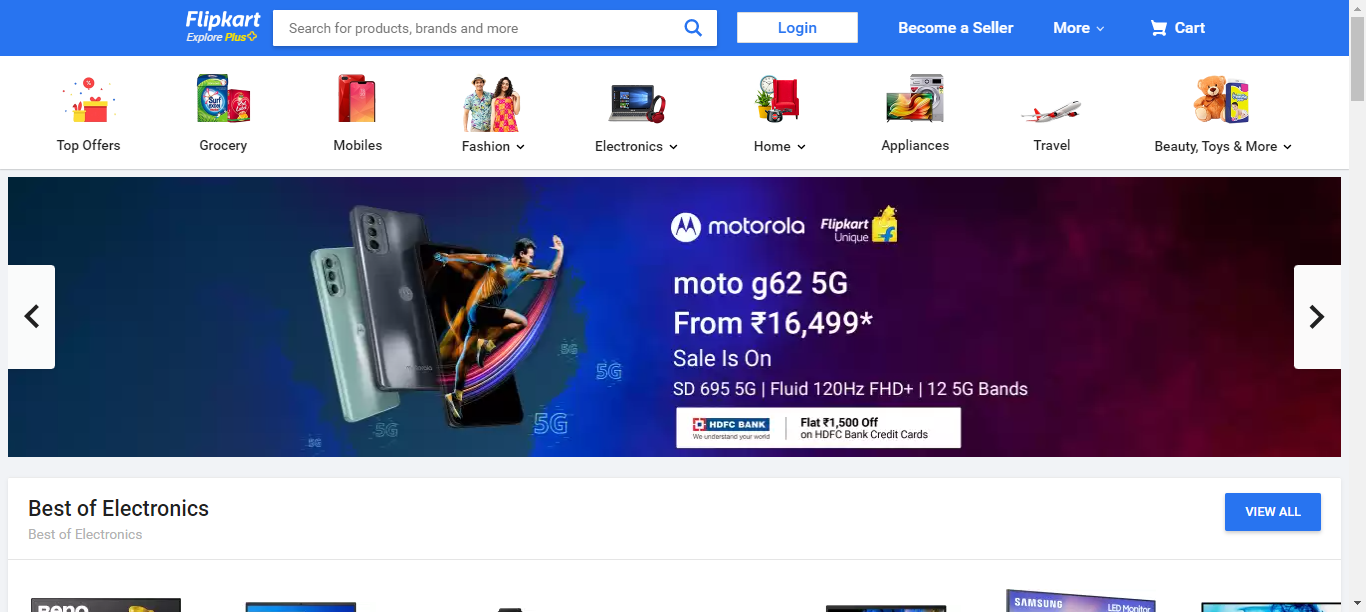 Flipkart
Explore Plus
Search for products, brands and more
Login
Become a Seller
More
Cart
Top Offers
Grocery
Mobiles
Fashion
Electronics
Home
Appliances
Travel
Beauty, Toys & More
motorola
Flipkart
Unique
moto g62 5G
From ₹16,499*
Sale Is On
SD 695 5G | Fluid 120Hz FHD+ | 12 5G Bands
HDFC BANK
We understand your world
Flat ₹1,500 Off
on HDFC Bank Credit Cards
5G
5G
5G
5G
5G
Best of Electronics
VIEW ALL
Best of Electronics
SAMSUNG
LED Monitor